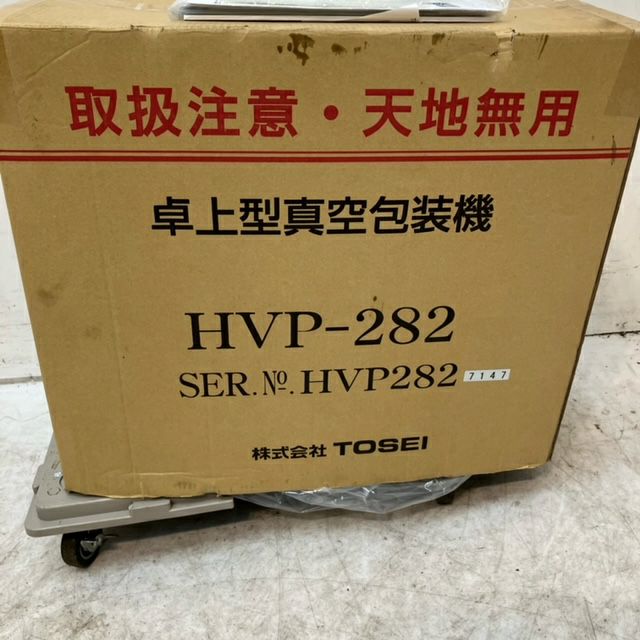 取扱注意・天地無用
卓上型真空包装機
HVP-282
SER.№.HVP282 7147
株式会社 TOSEI